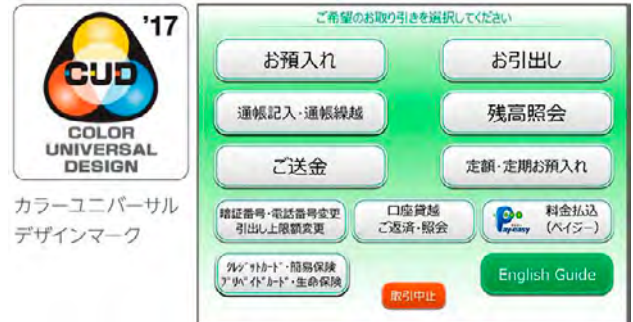 '17
CUD
COLOR
UNIVERSAL
DESIGN
カラーユニバーサル
デザインマーク
ご希望のお取り引きを選択してください
お預入れ
お引出し
通帳記入・通帳繰越
残高照会
ご送金
定額・定期お預入れ
暗証番号・電話番号変更
引出し上限額変更
口座貸越
ご返済・照会
Pay-easy
料金払込
(ペイジー)
クレジットカード・簡易保険
プリペイドカード・生命保険
取引中止
English Guide